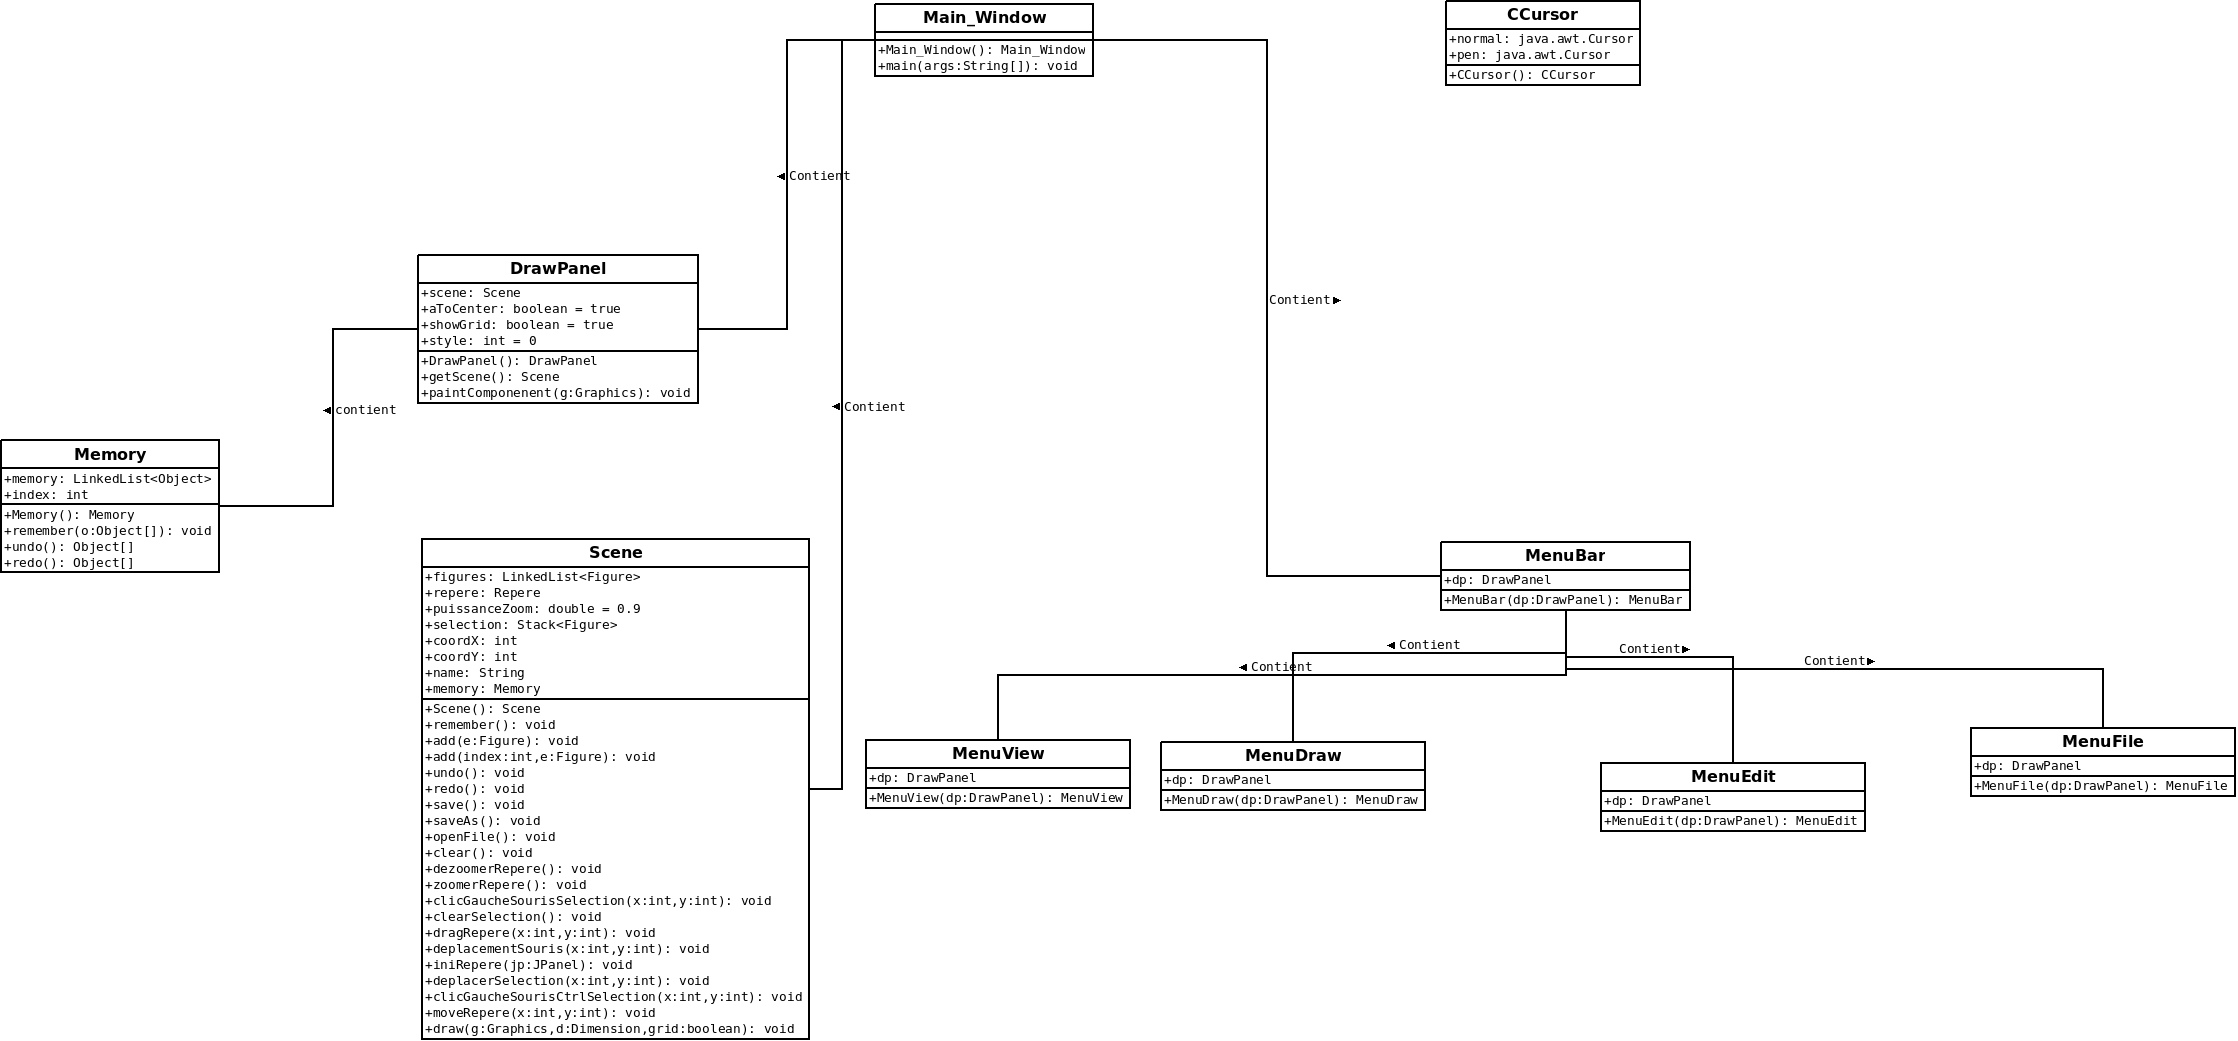 Main_Window
+Main_Window(): Main_Window
+main(args:String[]): void
CCursor
+normal: java.awt.Cursor
+pen: java.awt.Cursor
+CCursor(): CCursor
Contient
DrawPanel
+scene: Scene
+aToCenter: boolean = true
+showGrid: boolean = true
+style: int = 0
+DrawPanel(): DrawPanel
+getScene(): Scene
+paintComponenent(g:Graphics): void
Contient
contient
Contient
Memory
+memory: LinkedList<Object>
+index: int
+Memory(): Memory
+remember(o:Object[]): void
+undo(): Object[]
+redo(): Object[]
Scene
+figures: LinkedList<Figure>
+repere: Repere
+puissanceZoom: double = 0.9
+selection: Stack<Figure>
+coordX: int
+coordY: int
+name: String
+memory: Memory
+Scene(): Scene
+remember(): void
+add(e:Figure): void
+add(index:int,e:Figure): void
+undo(): void
+redo(): void
+save(): void
+saveAs(): void
+openFile(): void
+clear(): void
+dezoomerRepere(): void
+zoomerRepere(): void
+clicGaucheSourisSelection(x:int,y:int): void
+clearSelection(): void
+dragRepere(x:int,y:int): void
+deplacementSouris(x:int,y:int): void
+iniRepere(jp:JPanel): void
+deplacerSelection(x:int,y:int): void
+clicGaucheSourisCtrlSelection(x:int,y:int): void
+moveRepere(x:int,y:int): void
+draw(g:Graphics,d:Dimension,grid:boolean): void
MenuBar
+dp: DrawPanel
+MenuBar(dp:DrawPanel): MenuBar
Contient
Contient
Contient
Contient
MenuView
+dp: DrawPanel
+MenuView(dp:DrawPanel): MenuView
MenuDraw
+dp: DrawPanel
+MenuDraw(dp:DrawPanel): MenuDraw
MenuEdit
+dp: DrawPanel
+MenuEdit(dp:DrawPanel): MenuEdit
MenuFile
+dp: DrawPanel
+MenuFile(dp:DrawPanel): MenuFile